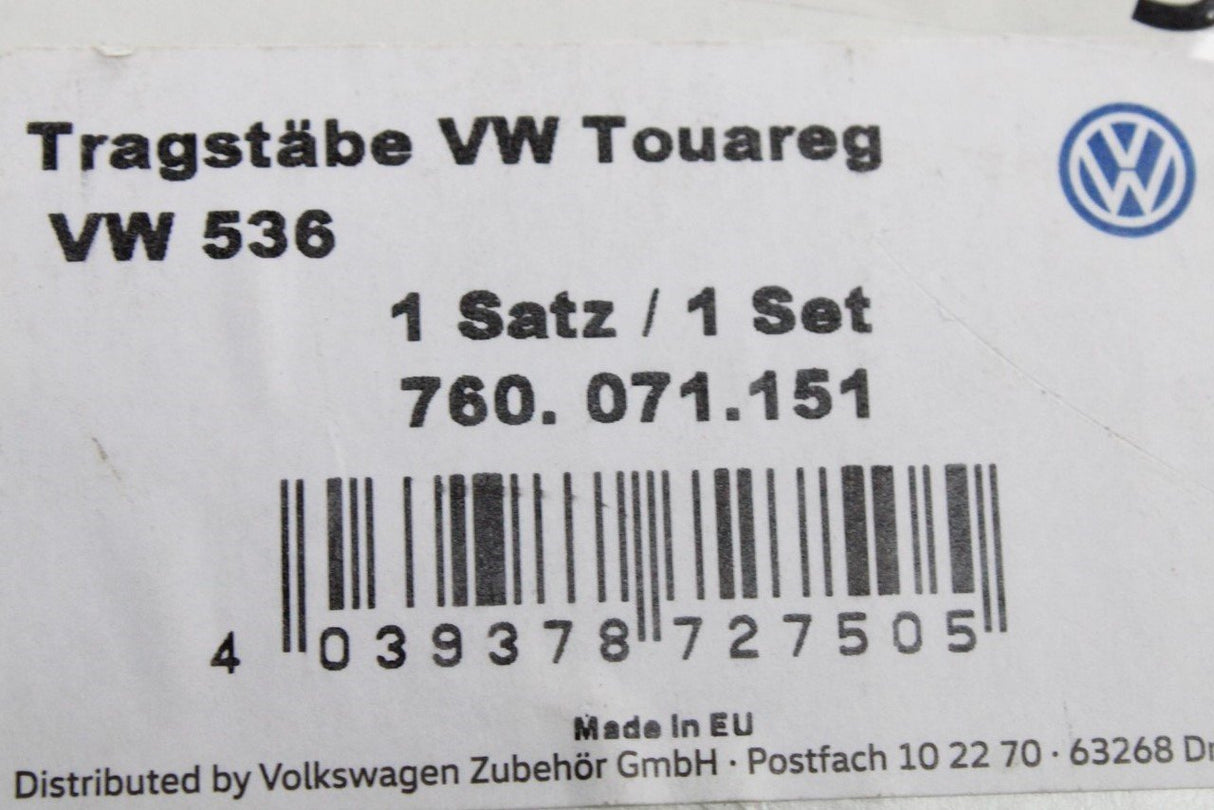 Tragstäbe VW Touareg
VW 536
1 Satz / 1 Set
760. 071.151
4 039378 727505
Made in EU
Distributed by Volkswagen Zubehör GmbH · Postfach 10 22 70 · 63268 Dr